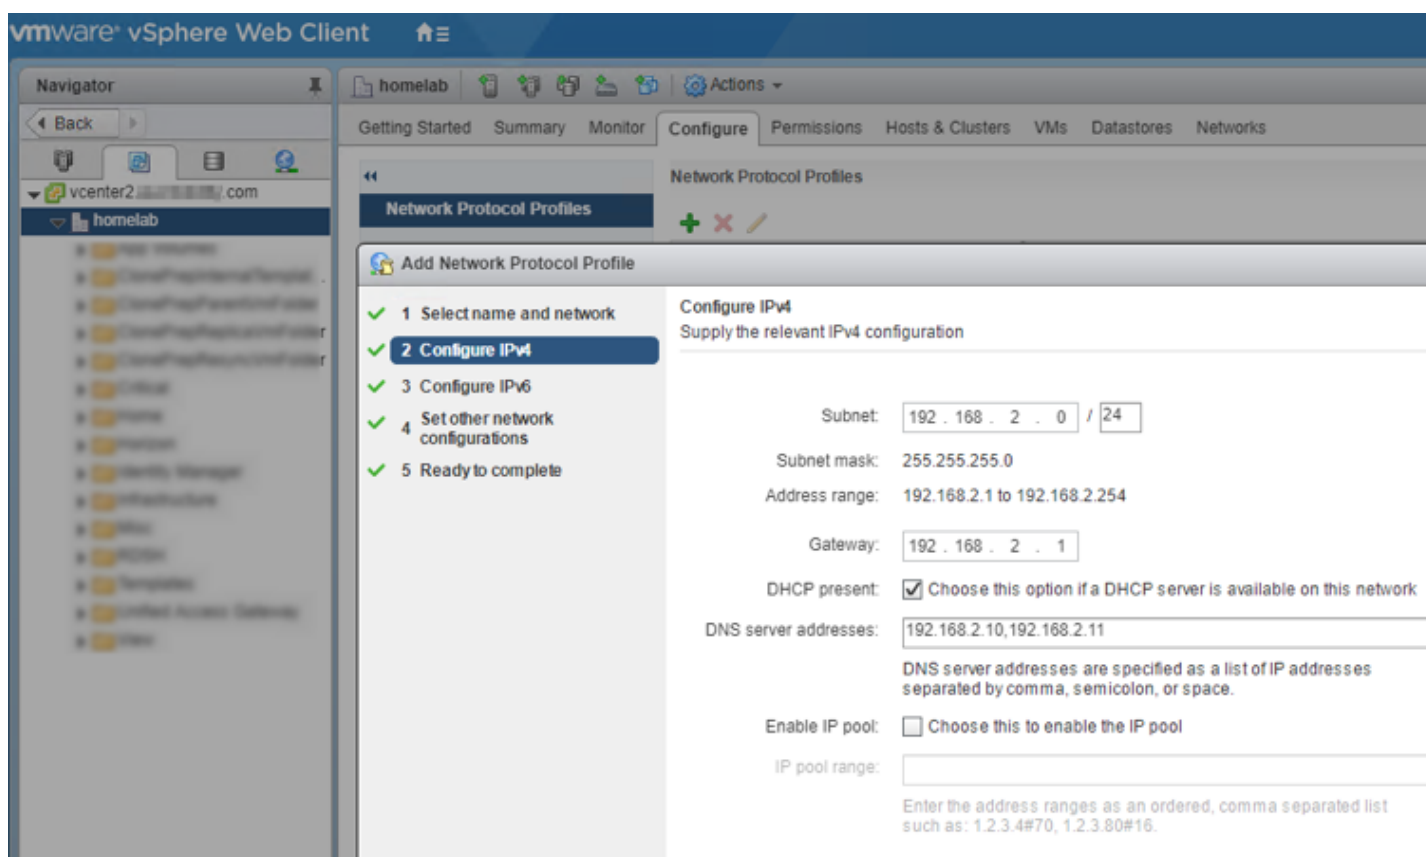 vmware® vSphere Web Client
Navigator
Back
vcenter2 .com
homelab
homelab Actions
Getting Started Summary Monitor Configure Permissions Hosts & Clusters VMs Datastores Networks
Network Protocol Profiles
Network Protocol Profiles
Add Network Protocol Profile
1 Select name and network
2 Configure IPv4
3 Configure IPv6
4 Set other network
configurations
5 Ready to complete
Configure IPv4
Supply the relevant IPv4 configuration
Subnet: 192 . 168 . 2 . 0 / 24
Subnet mask: 255.255.255.0
Address range: 192.168.2.1 to 192.168.2.254
Gateway: 192 . 168 . 2 . 1
DHCP present: Choose this option if a DHCP server is available on this network
DNS server addresses: 192.168.2.10,192.168.2.11
DNS server addresses are specified as a list of IP addresses
separated by comma, semicolon, or space.
Enable IP pool: Choose this to enable the IP pool
IP pool range:
Enter the address ranges as an ordered, comma separated list
such as: 1.2.3.4#70, 1.2.3.80#16.